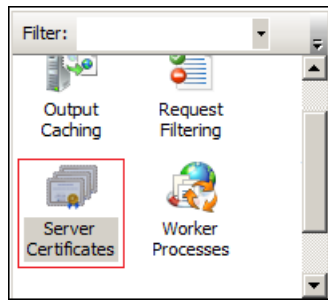 Filter:
Output
Caching
Request
Filtering
Server
Certificates
Worker
Processes